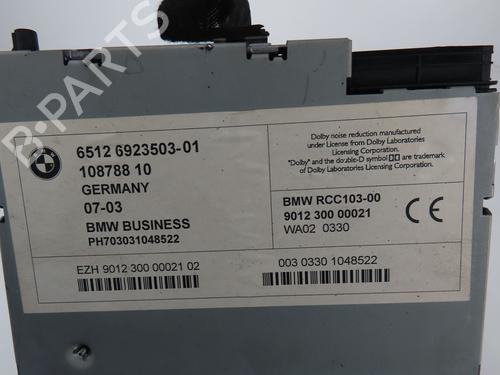 B-PARTS
BMW
6512 6923503-01
108788 10
GERMANY
07-03
BMW BUSINESS
PH703031048522
EZH 9012 300 00021 02
Dolby noise reduction manufactured
under license from Dolby Laboratories
Licensing Corporation.
"Dolby" and the double-D symbol are trademark
of Dolby Laboratories Licensing Corporation.
BMW RCC103-00
9012 300 00021
WA02 0330
CE
003 0330 1048522